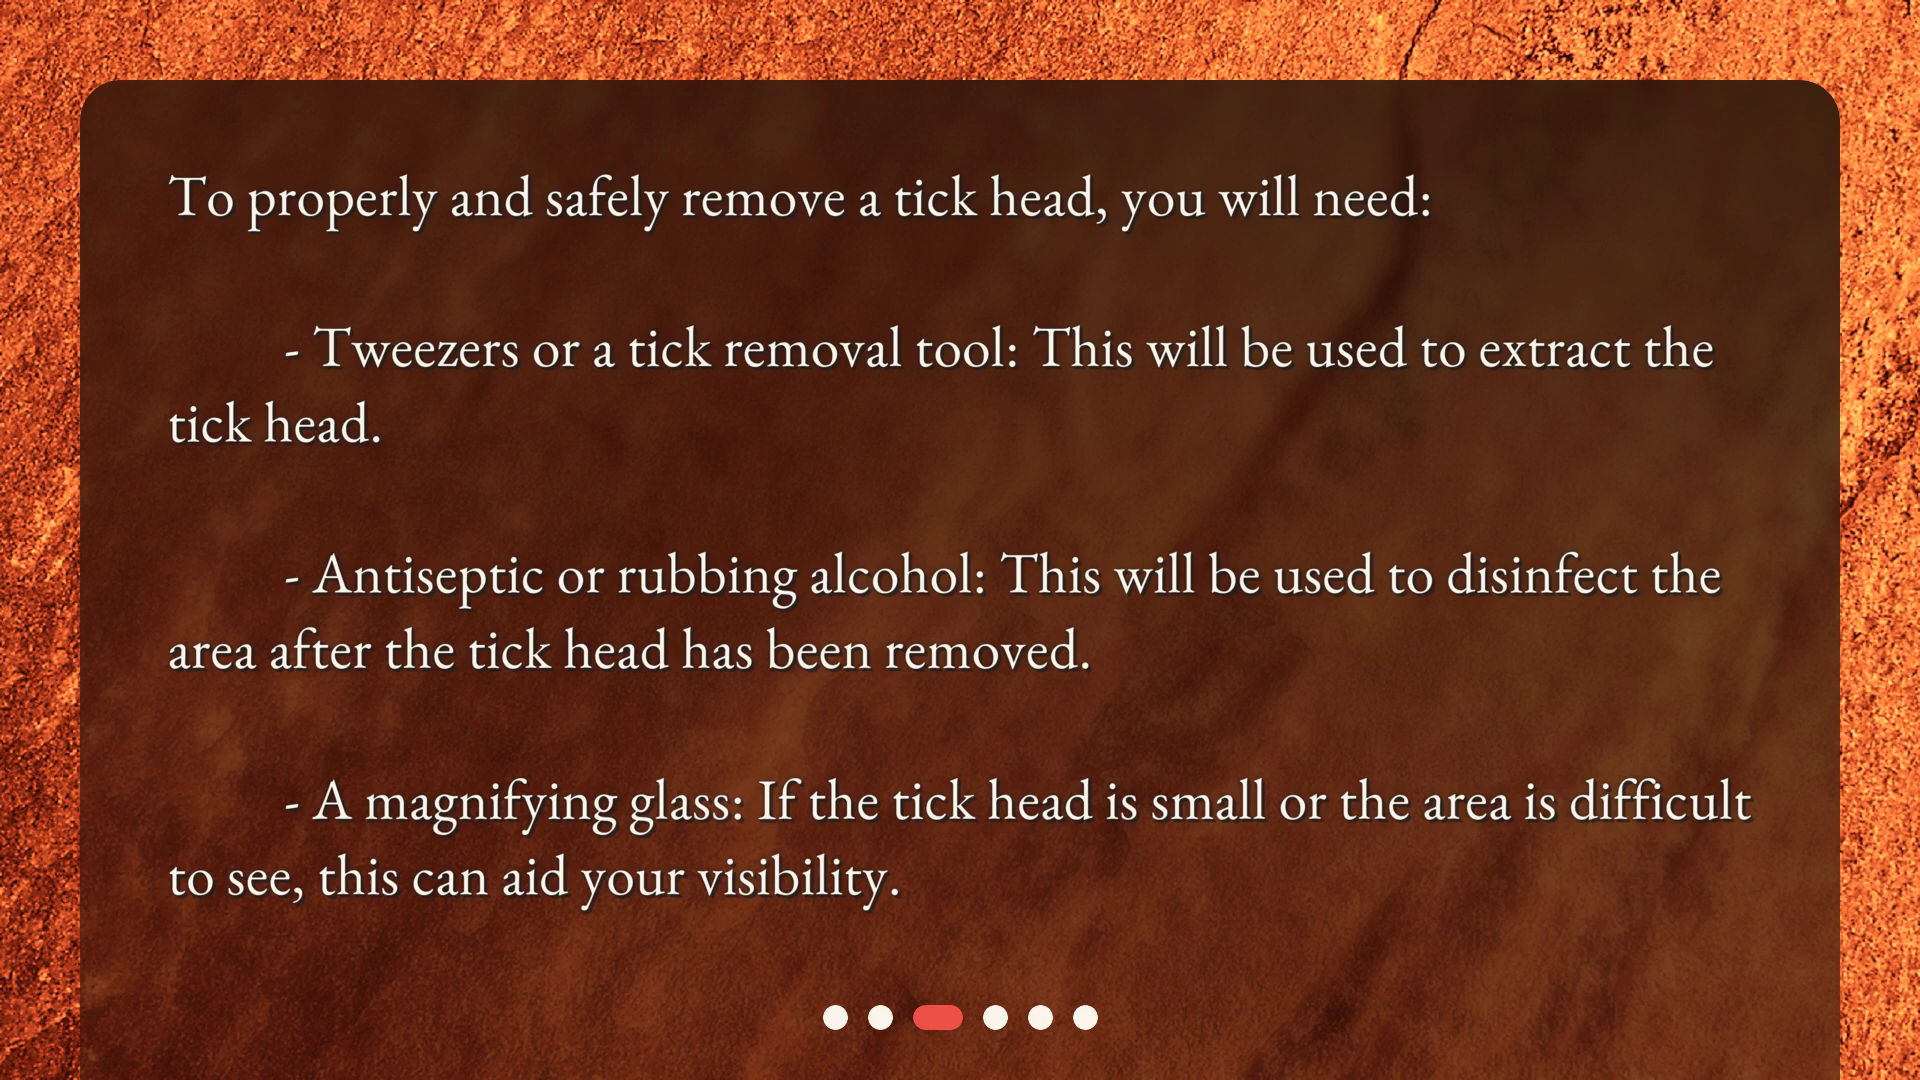 To properly and safely remove a tick head, you will need:
- Tweezers or a tick removal tool: This will be used to extract the
tick head.
- Antiseptic or rubbing alcohol: This will be used to disinfect the
area after the tick head has been removed.
- A magnifying glass: If the tick head is small or the area is difficult
to see, this can aid your visibility.